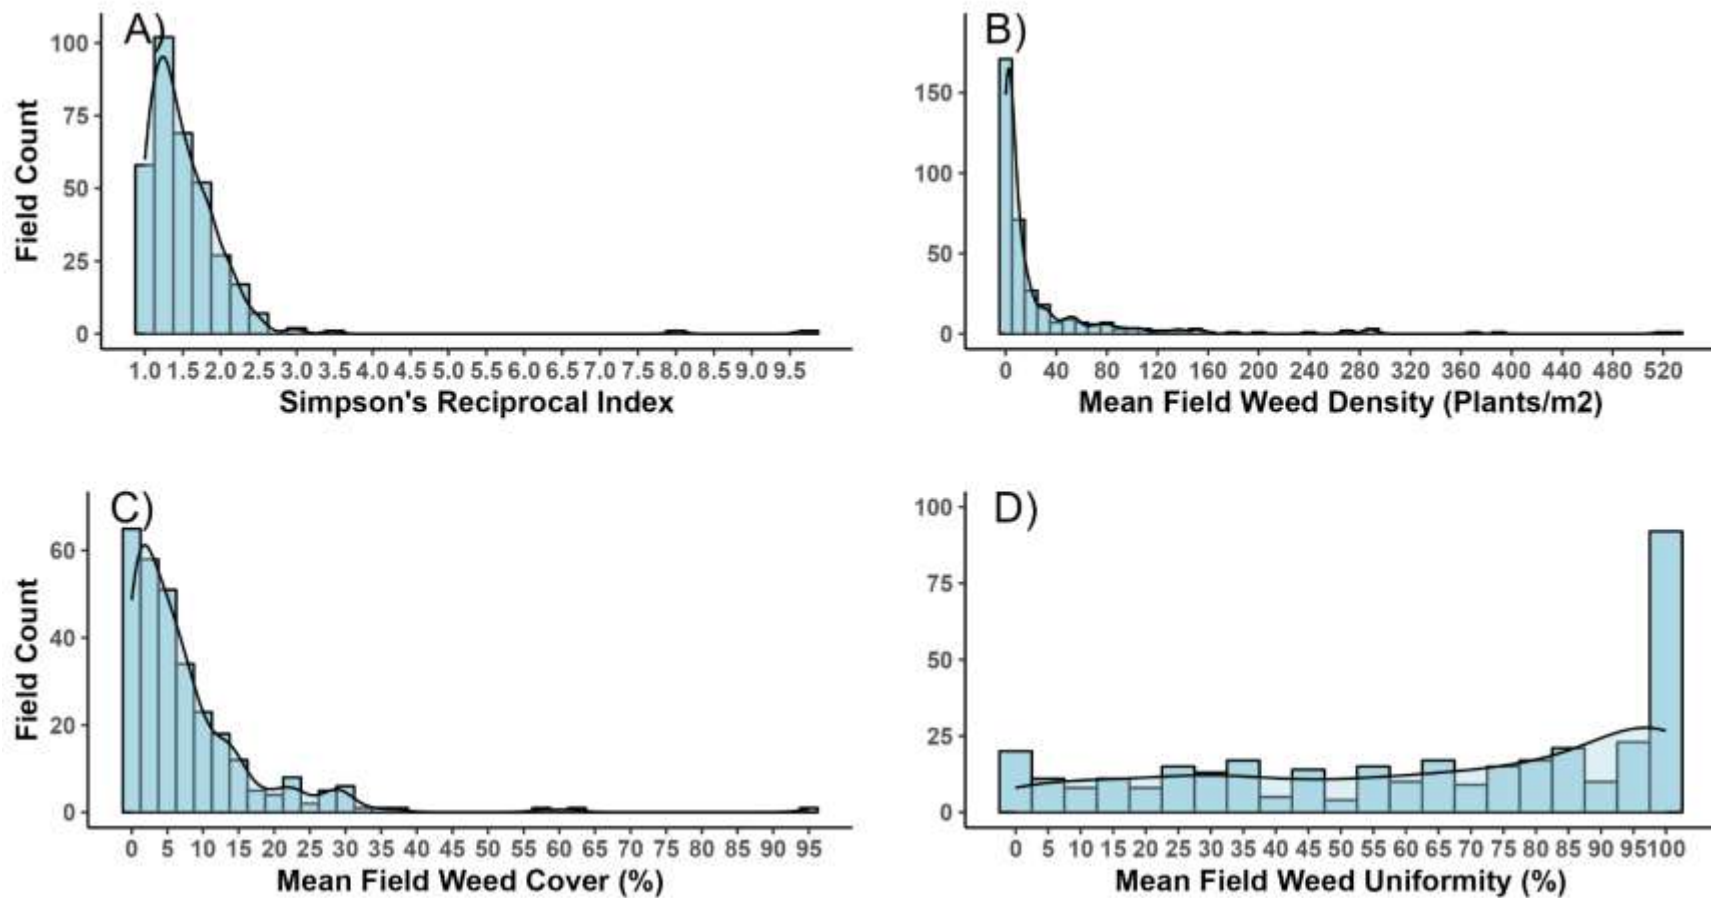 A)
100
75
50
25
0
Field Count
1.0 1.5 2.0 2.5 3.0 3.5 4.0 4.5 5.0 5.5 6.0 6.5 7.0 7.5 8.0 8.5 9.0 9.5
Simpson's Reciprocal Index
B)
150
100
50
0
0 40 80 120 160 200 240 280 320 360 400 440 480 520
Mean Field Weed Density (Plants/m2)
C)
60
40
20
0
Field Count
0 5 10 15 20 25 30 35 40 45 50 55 60 65 70 75 80 85 90 95
Mean Field Weed Cover (%)
D)
100
75
50
25
0
0 5 10 15 20 25 30 35 40 45 50 55 60 65 70 75 80 85 90 95 100
Mean Field Weed Uniformity (%)